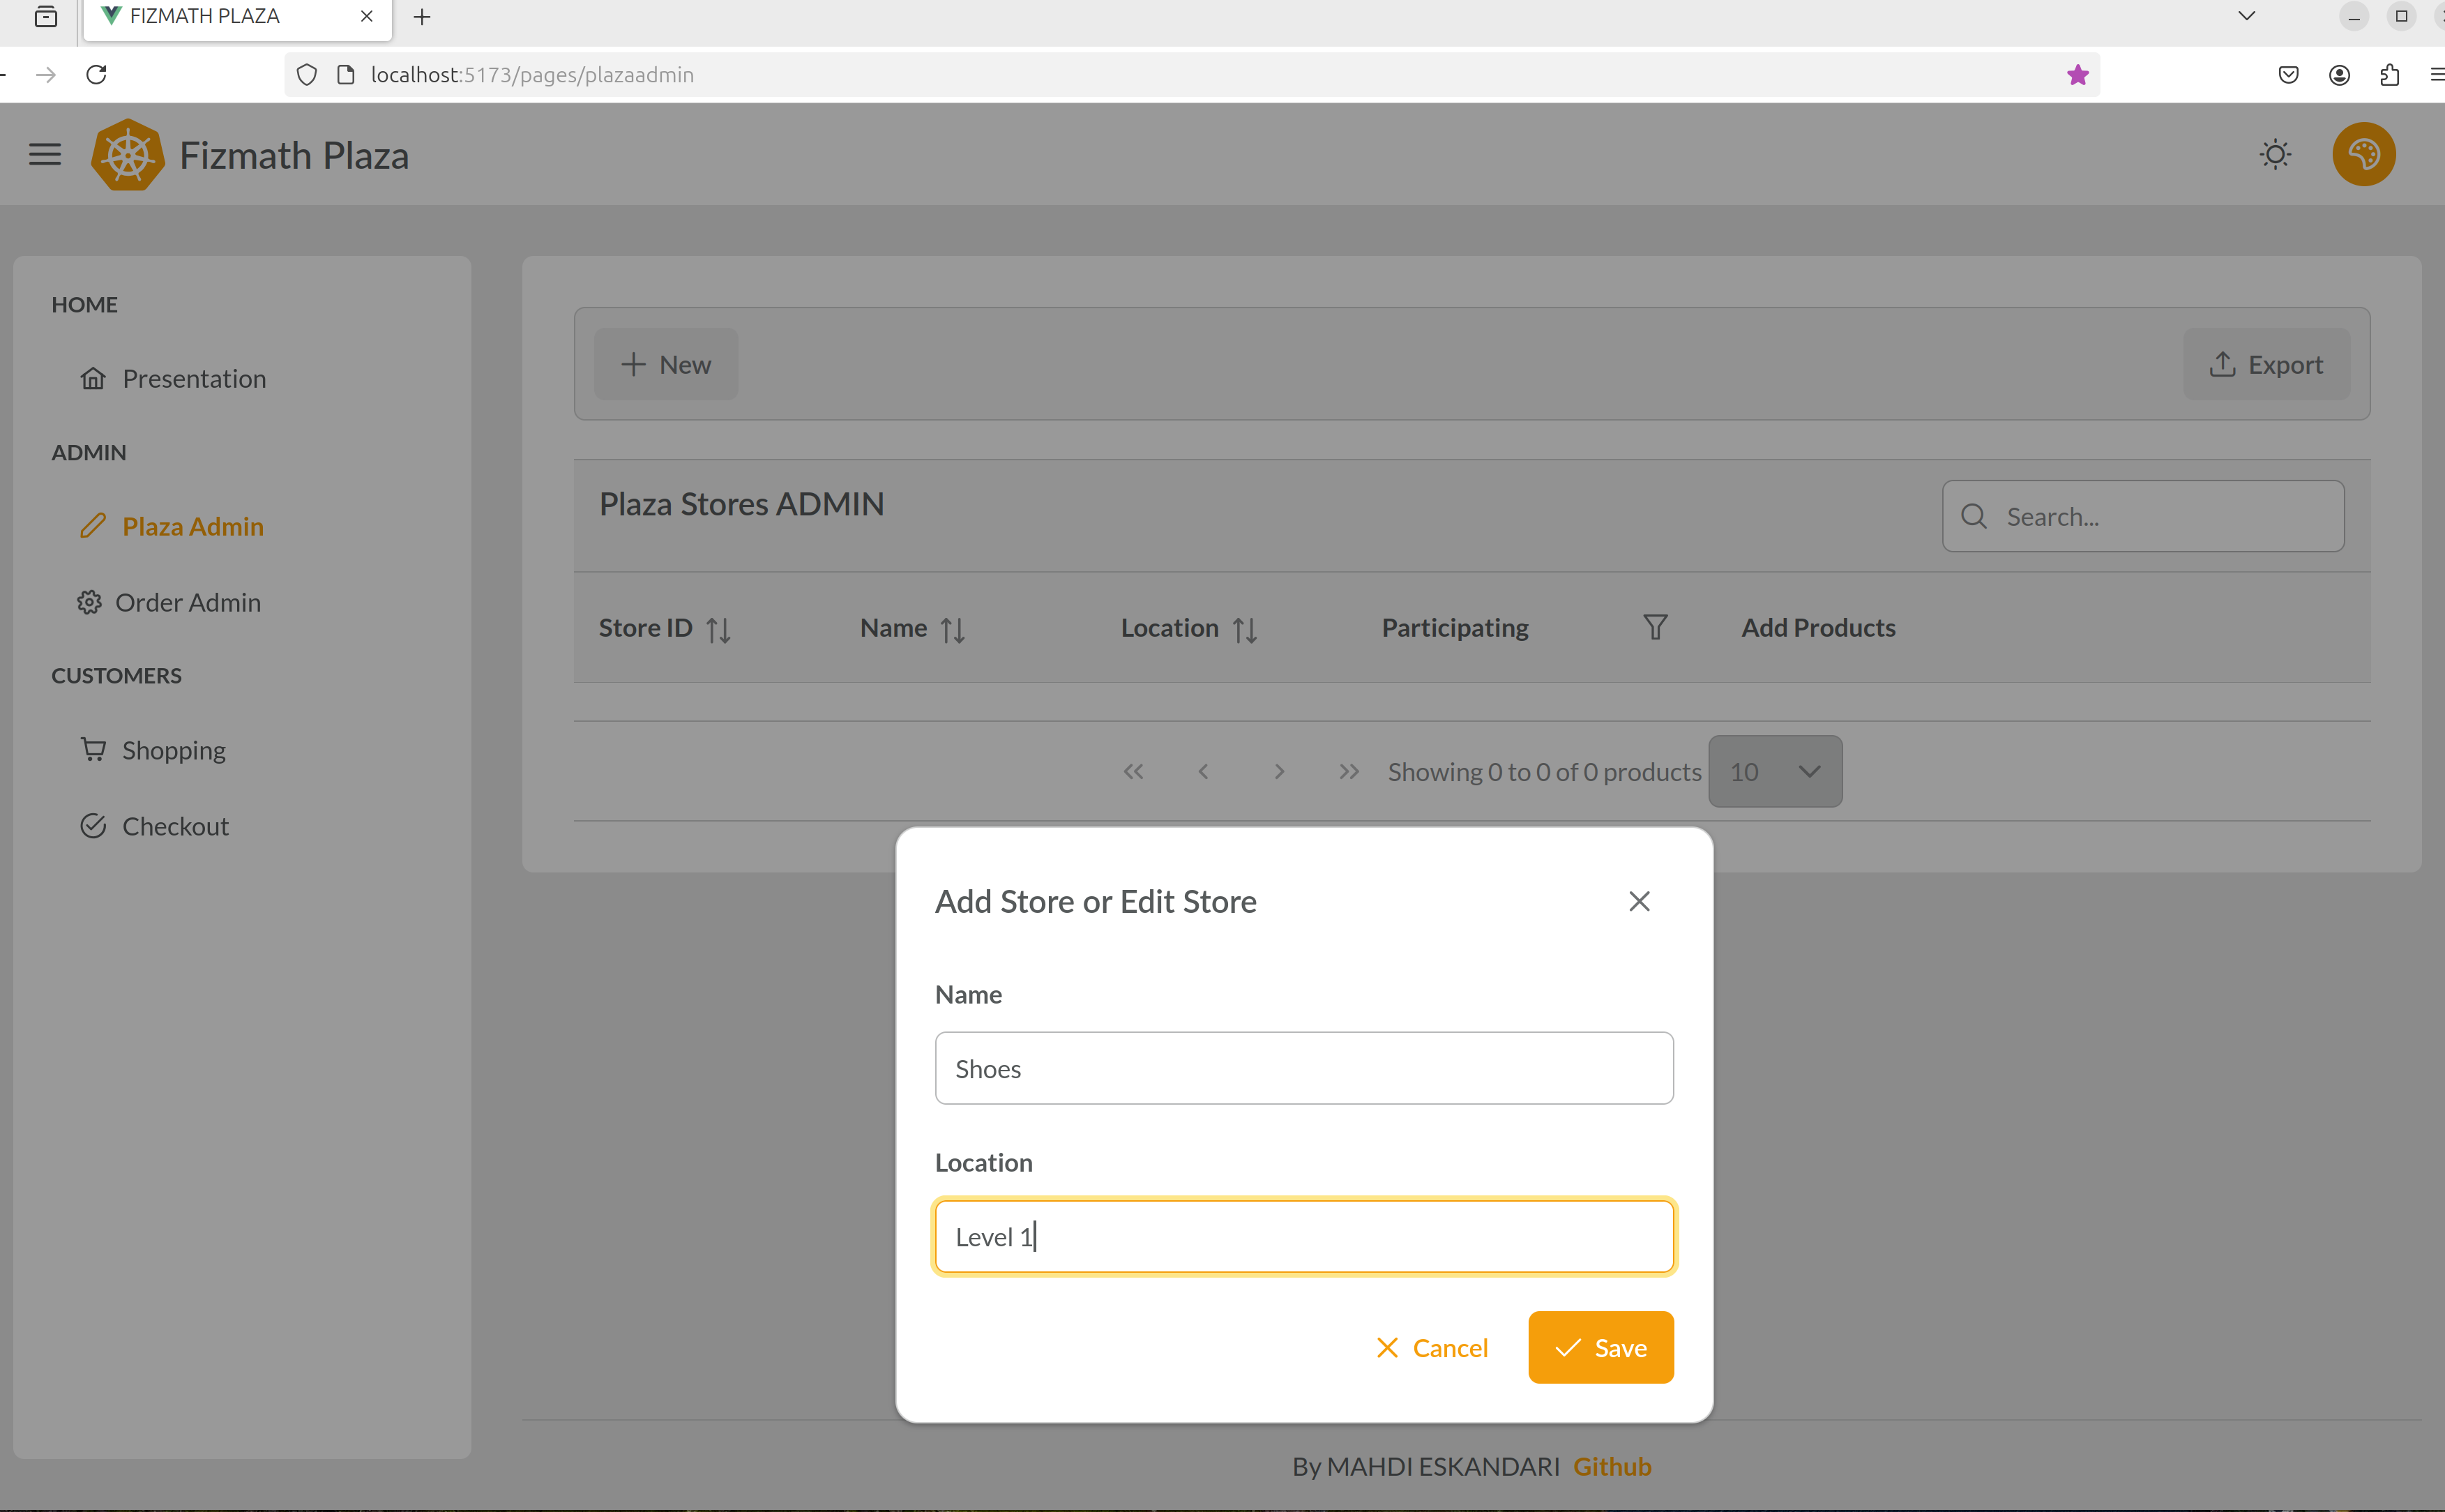 FIZMATH PLAZA
localhost:5173/pages/plazaadmin
Fizmath Plaza
HOME
Presentation
ADMIN
Plaza Admin
Order Admin
CUSTOMERS
Shopping
Checkout
New
Export
Plaza Stores ADMIN
Search...
Store ID Name Location Participating Add Products
Showing 0 to 0 of 0 products 10
Add Store or Edit Store
Name
Shoes
Location
Level 1
Cancel Save
By MAHDI ESKANDARI Github